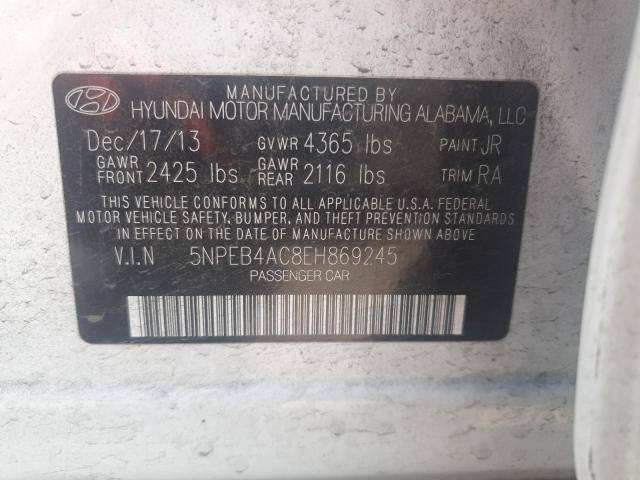 MANUFACTURED BY
HYUNDAI MOTOR MANUFACTURING ALABAMA, LLC
Dec/17/13 GVWR 4365 lbs PAINT JR
GAWR FRONT 2425 lbs. GAWR REAR 2116 lbs TRIM RA
THIS VEHICLE CONFORMS TO ALL APPLICABLE U.S.A. FEDERAL
MOTOR VEHICLE SAFETY, BUMPER, AND THEFT PREVENTION STANDARDS
IN EFFECT ON THE DATE OF MANUFACTURE SHOWN ABOVE.
V.I.N 5NPEB4AC8EH869245
PASSENGER CAR